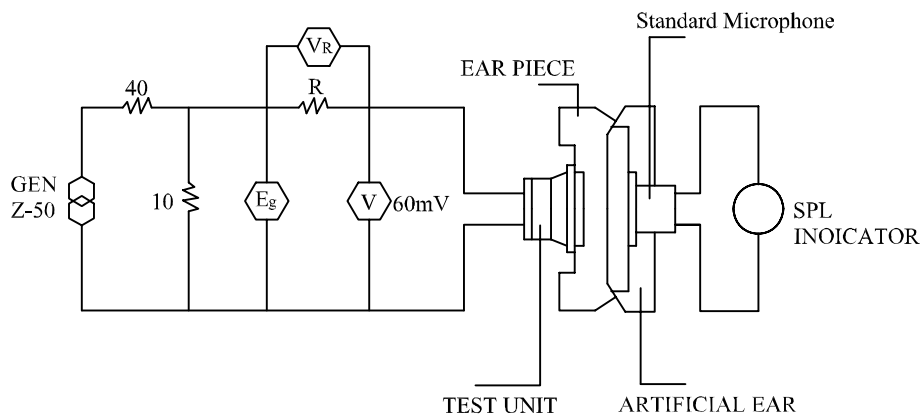 Standard Microphone
VR
EAR PIECE
40
R
GEN
Z-50
10
Eg
V
60mV
SPL
INOICATOR
TEST UNIT
ARTIFICIAL EAR